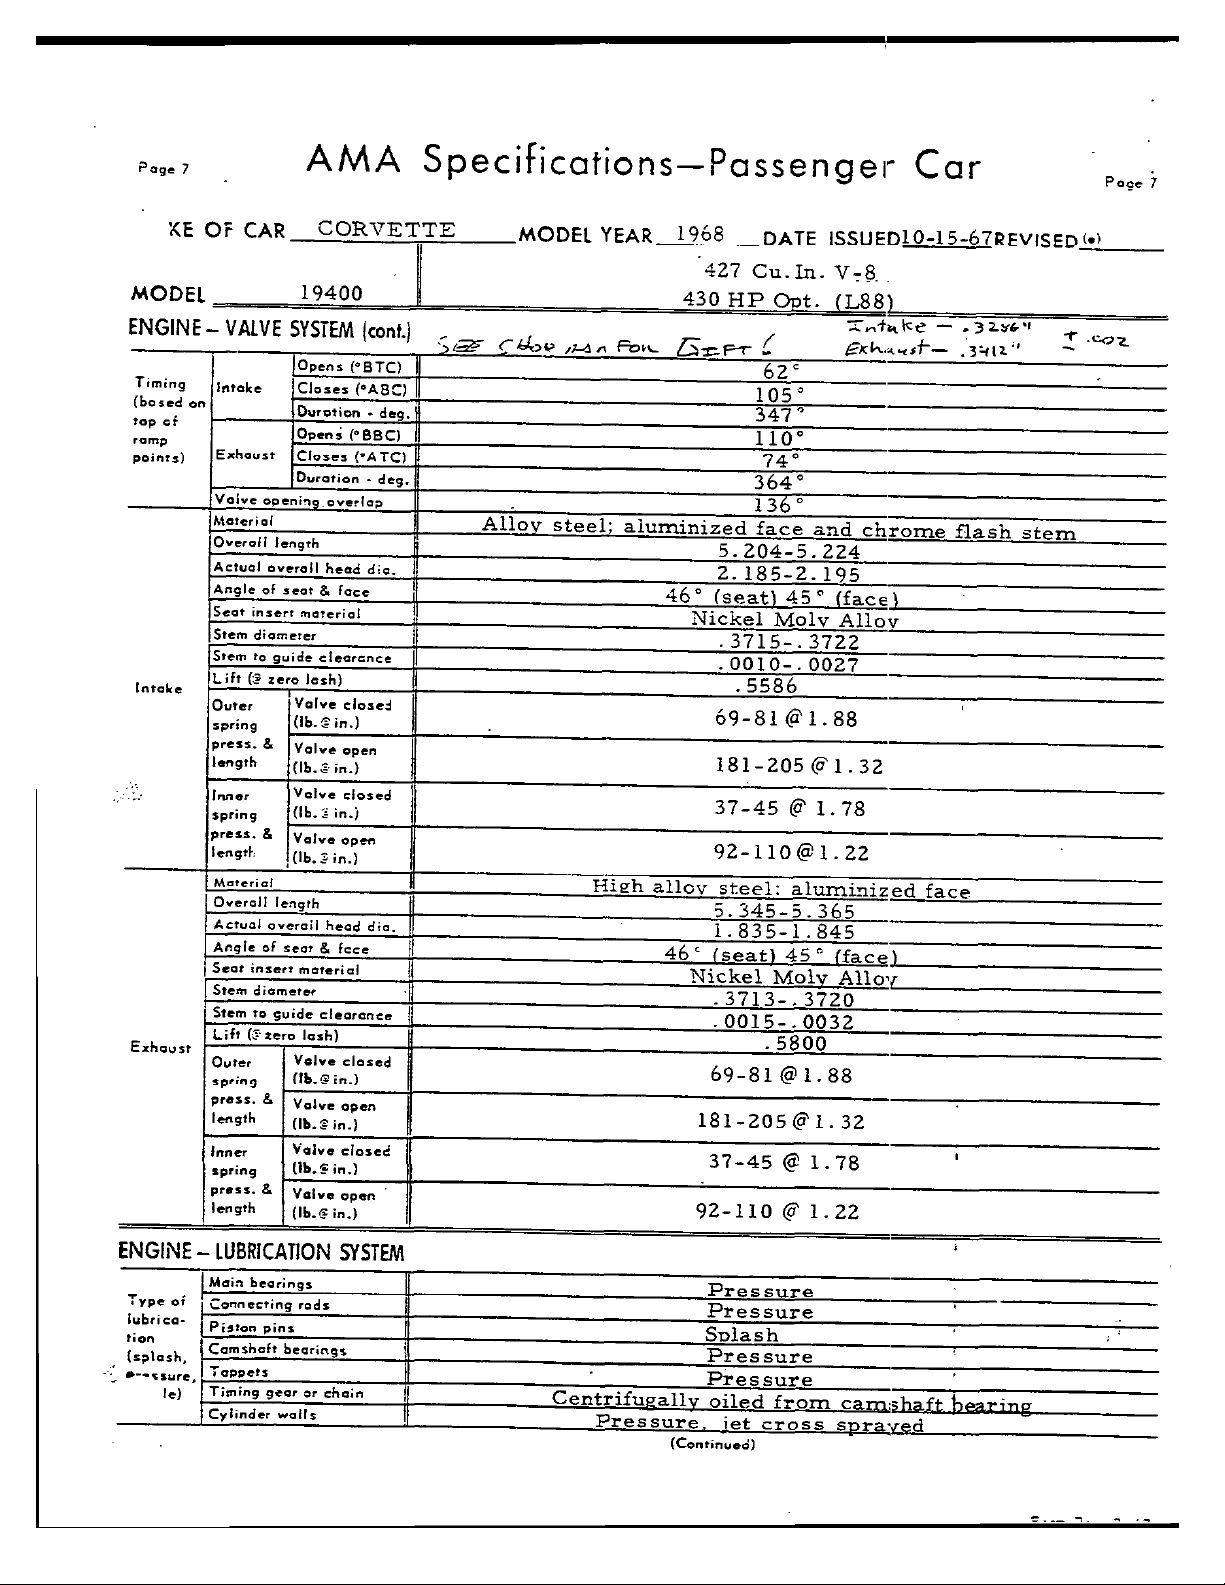 Page 7
AMA Specifications—Passenger Car
Page 7
KE OF CAR CORVETTE MODEL YEAR 1968 DATE ISSUED 10-15-67 REVISED (•)
427 Cu.In. V-8
MODEL 19400 430 HP Opt. (L88)
ENGINE – VALVE SYSTEM (cont.)
SEE FOR LIFT!
Intake — .3286"
Exhaust — .3412"
± .002
Timing (based on top of ramp points)
Intake
Opens (°BTC) 62°
Closes (°ABC) 105°
Duration - deg. 347°
Exhaust
Opens (°BBC) 110°
Closes (°ATC) 74°
Duration - deg. 364°
Valve opening overlap 136°
Intake
Material Alloy steel; aluminized face and chrome flash stem
Overall length 5.204-5.224
Actual overall head dia. 2.185-2.195
Angle of seat & face 46° (seat) 45° (face)
Seat insert material Nickel Moly Alloy
Stem diameter .3715-.3722
Stem to guide clearance .0010-.0027
Lift (@ zero lash) .5586
Outer spring press. & length
Valve closed (lb.@in.) 69-81@1.88
Valve open (lb.@in.) 181-205@1.32
Inner spring press. & length
Valve closed (lb.@in.) 37-45 @ 1.78
Valve open (lb.@in.) 92-110@1.22
Exhaust
Material High alloy steel: aluminized face
Overall length 5.345-5.365
Actual overall head dia. 1.835-1.845
Angle of seat & face 46° (seat) 45° (face)
Seat insert material Nickel Moly Alloy
Stem diameter .3713-.3720
Stem to guide clearance .0015-.0032
Lift (@ zero lash) .5800
Outer spring press. & length
Valve closed (lb.@in.) 69-81@1.88
Valve open (lb.@in.) 181-205@1.32
Inner spring press. & length
Valve closed (lb.@in.) 37-45 @ 1.78
Valve open (lb.@in.) 92-110 @ 1.22
ENGINE – LUBRICATION SYSTEM
Type of lubrica- tion (splash, pressure, le)
Main bearings Pressure
Connecting rods Pressure
Piston pins Splash
Camshaft bearings Pressure
Tappets Pressure
Timing gear or chain Centrifugally oiled from camshaft bearing
Cylinder walls Pressure, jet cross sprayed
(Continued)